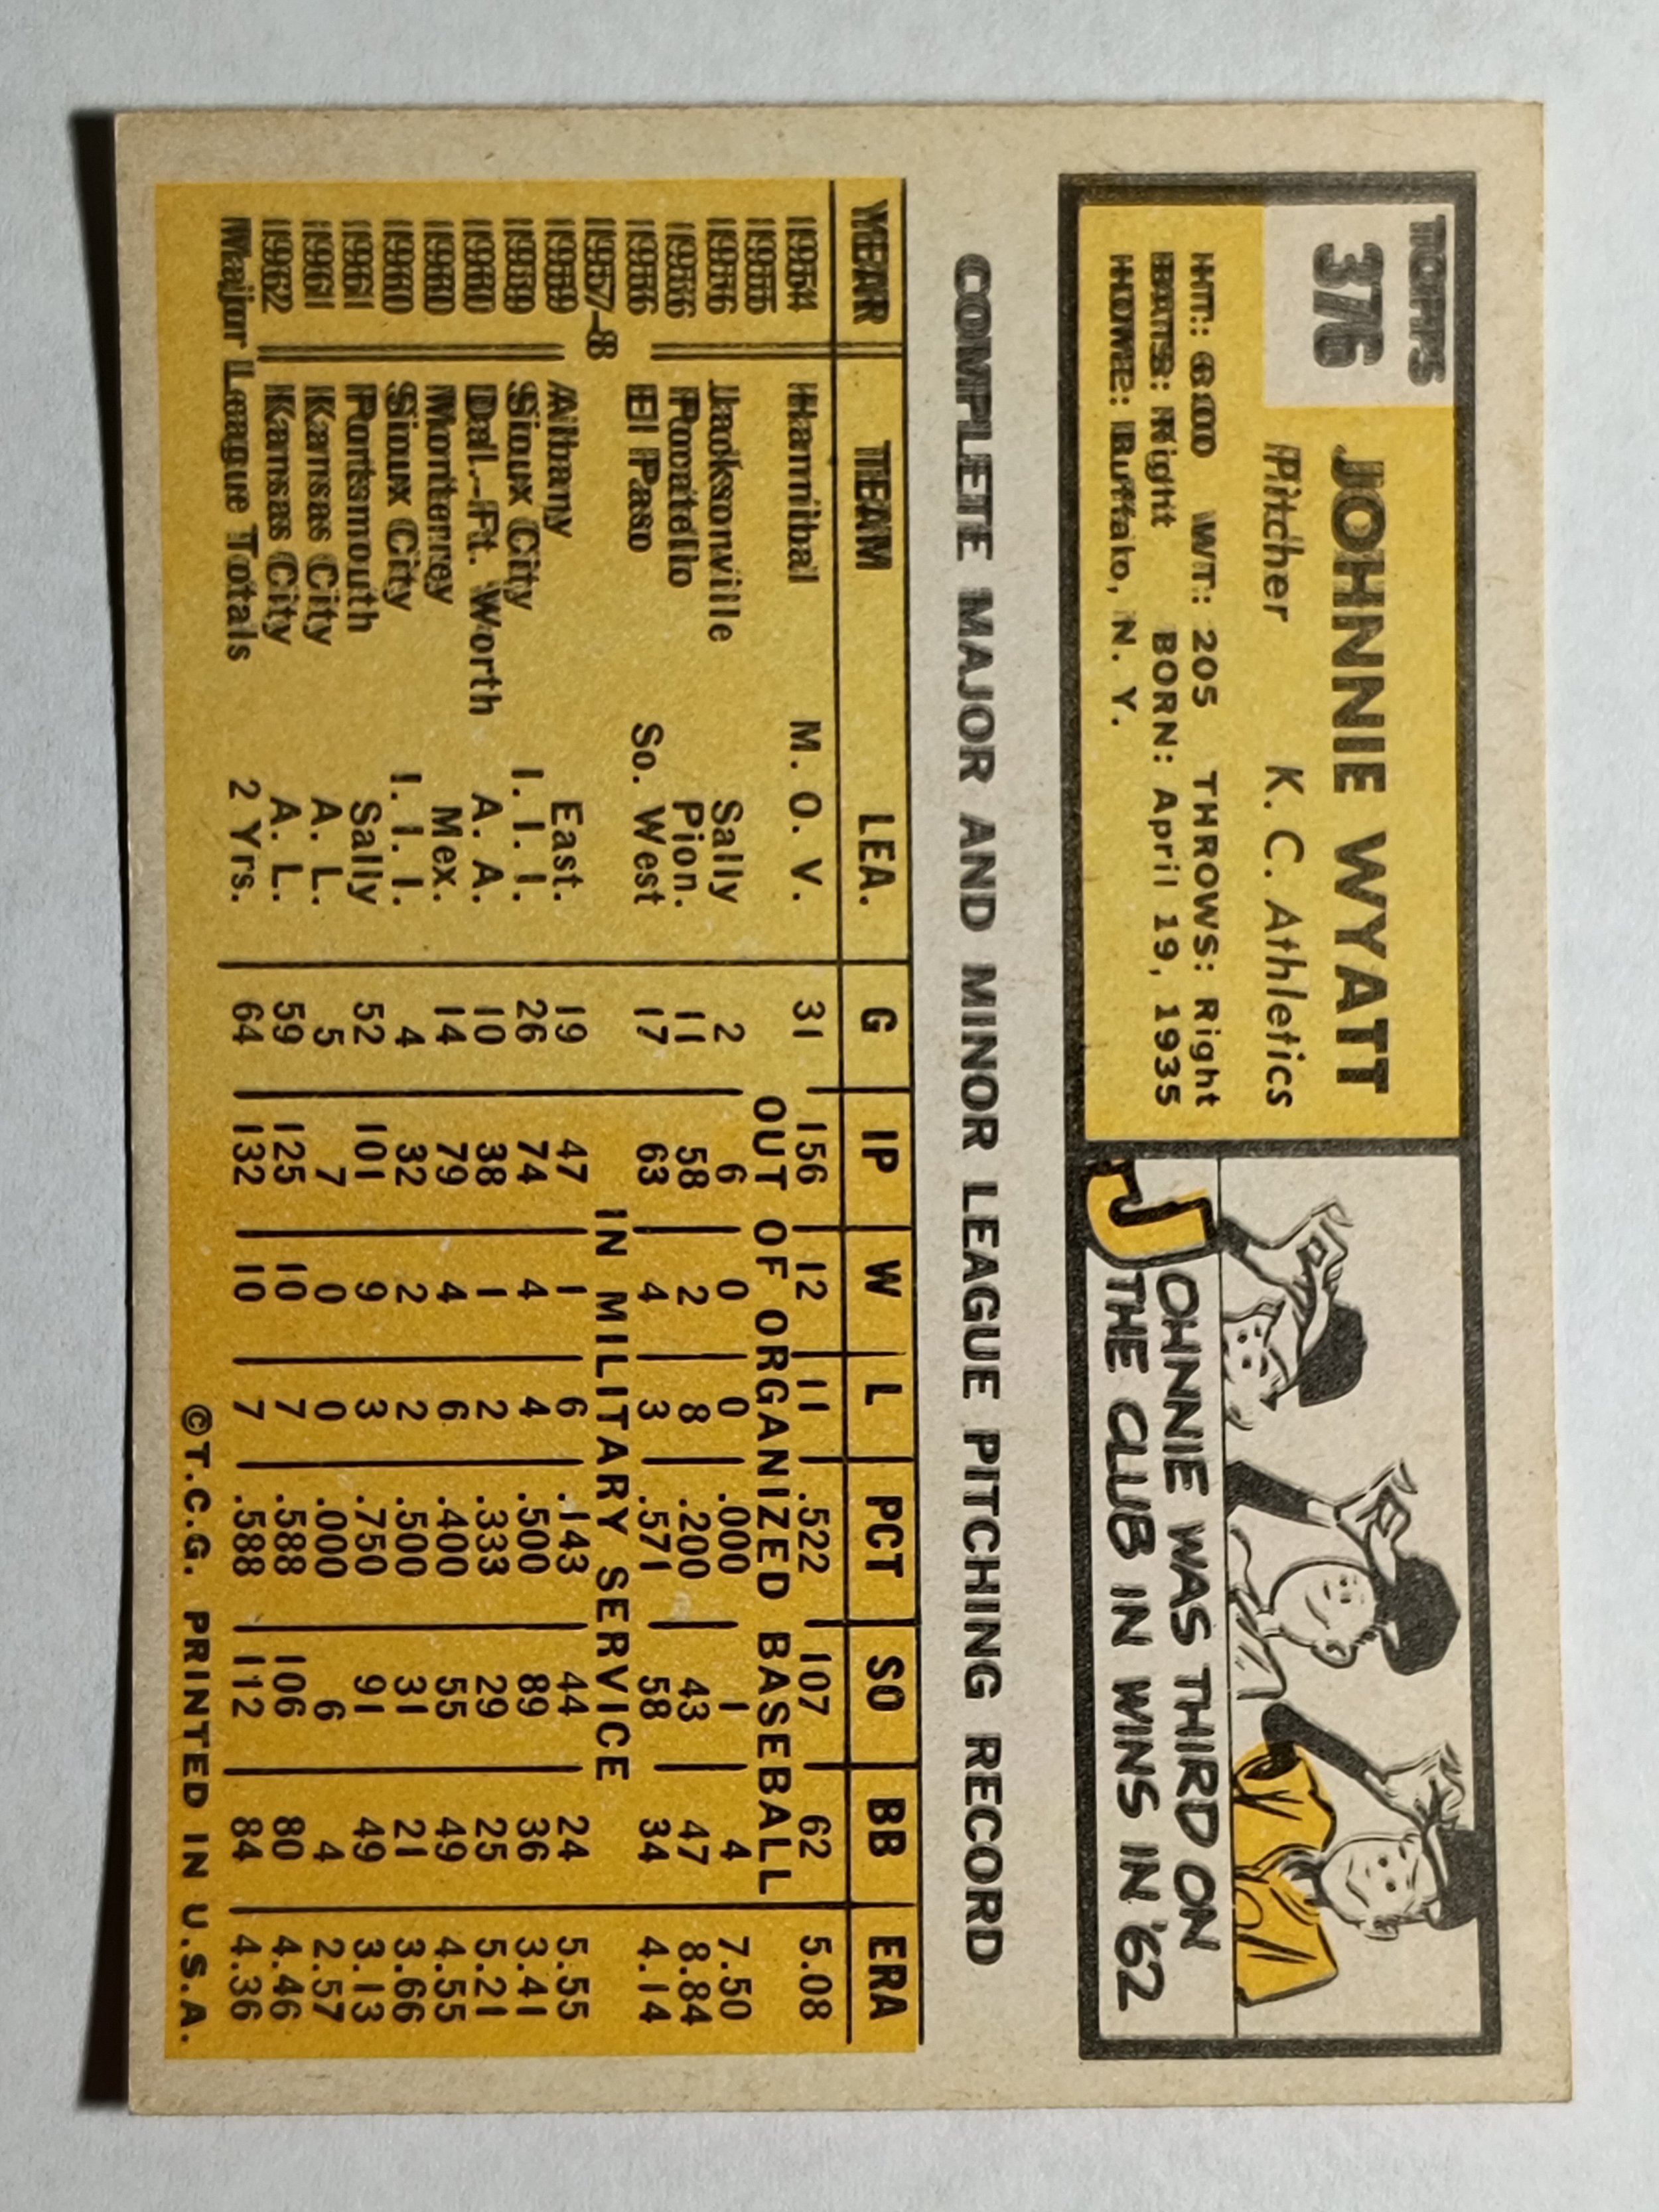 TOPPS
376
JOHNNIE WYATT
Pitcher K. C. Athletics
HT.: 6:00 WT.: 205 THROWS: Right
BATS: Right BORN: April 19, 1935
HOME: Buffalo, N. Y.
JOHNNIE WAS THIRD ON
THE CLUB IN WINS IN '62
COMPLETE MAJOR AND MINOR LEAGUE PITCHING RECORD
YEAR TEAM LEA. G IP W L PCT SO BB ERA
1954 Hannibal M. O. V. 31 156 12 11 .522 107 62 5.08
1955 OUT OF ORGANIZED BASEBALL
1956 Jacksonville Sally 2 6 0 0 .000 1 4 7.50
1956 Pocatello Pion. 11 58 2 8 .200 43 47 8.84
1956 El Paso So. West 17 63 4 3 .571 58 34 4.14
1957-8 IN MILITARY SERVICE
1959 Albany East. 19 47 1 6 .143 44 24 5.55
1959 Sioux City I. I. I. 26 74 4 4 .500 89 36 3.41
1960 Dal.-Ft. Worth A. A. 10 38 1 2 .333 29 25 5.21
1960 Monterrey Mex. 14 79 4 6 .400 55 49 4.55
1960 Sioux City I. I. I. 4 32 2 2 .500 31 21 3.66
1961 Portsmouth Sally 52 101 9 3 .750 91 49 3.13
1961 Kansas City A. L. 5 7 0 0 .000 6 4 2.57
1962 Kansas City A. L. 59 125 10 7 .588 106 80 4.46
Major League Totals 2 Yrs. 64 132 10 7 .588 112 84 4.36
©T.C.G. PRINTED IN U.S.A.